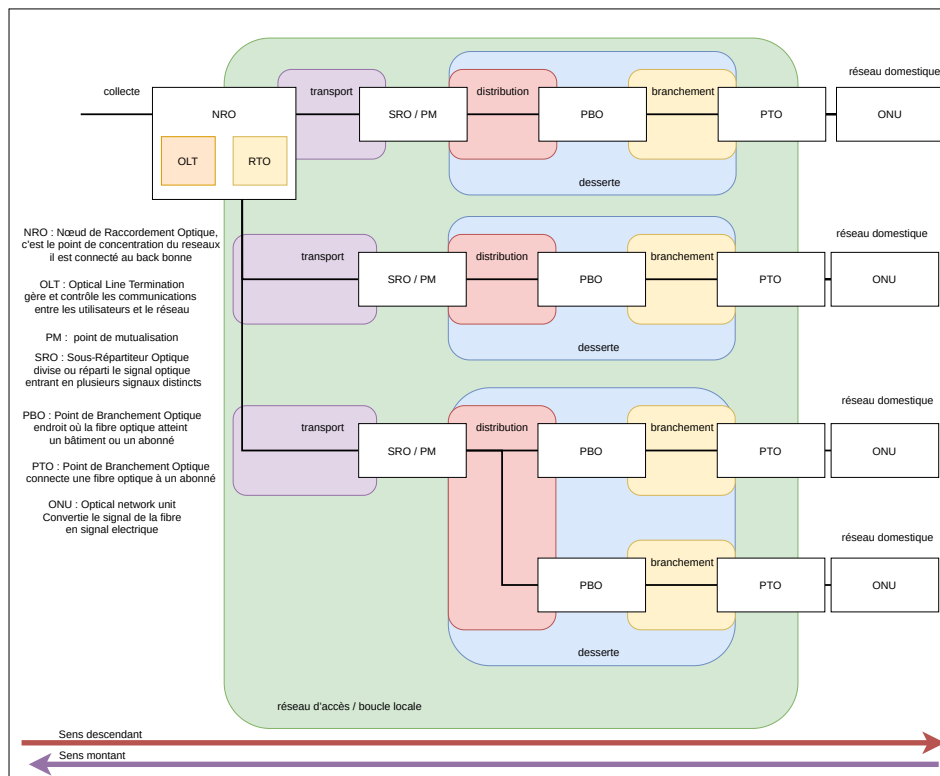 collecte
transport
distribution
branchement
réseau domestique
NRO
SRO / PM
PBO
PTO
ONU
OLT
RTO
desserte
NRO : Nœud de Raccordement Optique,
c'est le point de concentration du reseaux
il est connecté au back bonne
OLT : Optical Line Termination
gère et contrôle les communications
entre les utilisateurs et le réseau
PM : point de mutualisation
SRO : Sous-Répartiteur Optique
divise ou réparti le signal optique
entrant en plusieurs signaux distincts
PBO : Point de Branchement Optique
endroit où la fibre optique atteint
un bâtiment ou un abonné
PTO : Point de Branchement Optique
connecte une fibre optique à un abonné
ONU : Optical network unit
Convertie le signal de la fibre
en signal electrique
transport
distribution
branchement
réseau domestique
SRO / PM
PBO
PTO
ONU
desserte
transport
distribution
branchement
réseau domestique
SRO / PM
PBO
PTO
ONU
branchement
réseau domestique
PBO
PTO
ONU
desserte
réseau d'accès / boucle locale
Sens descendant
Sens montant